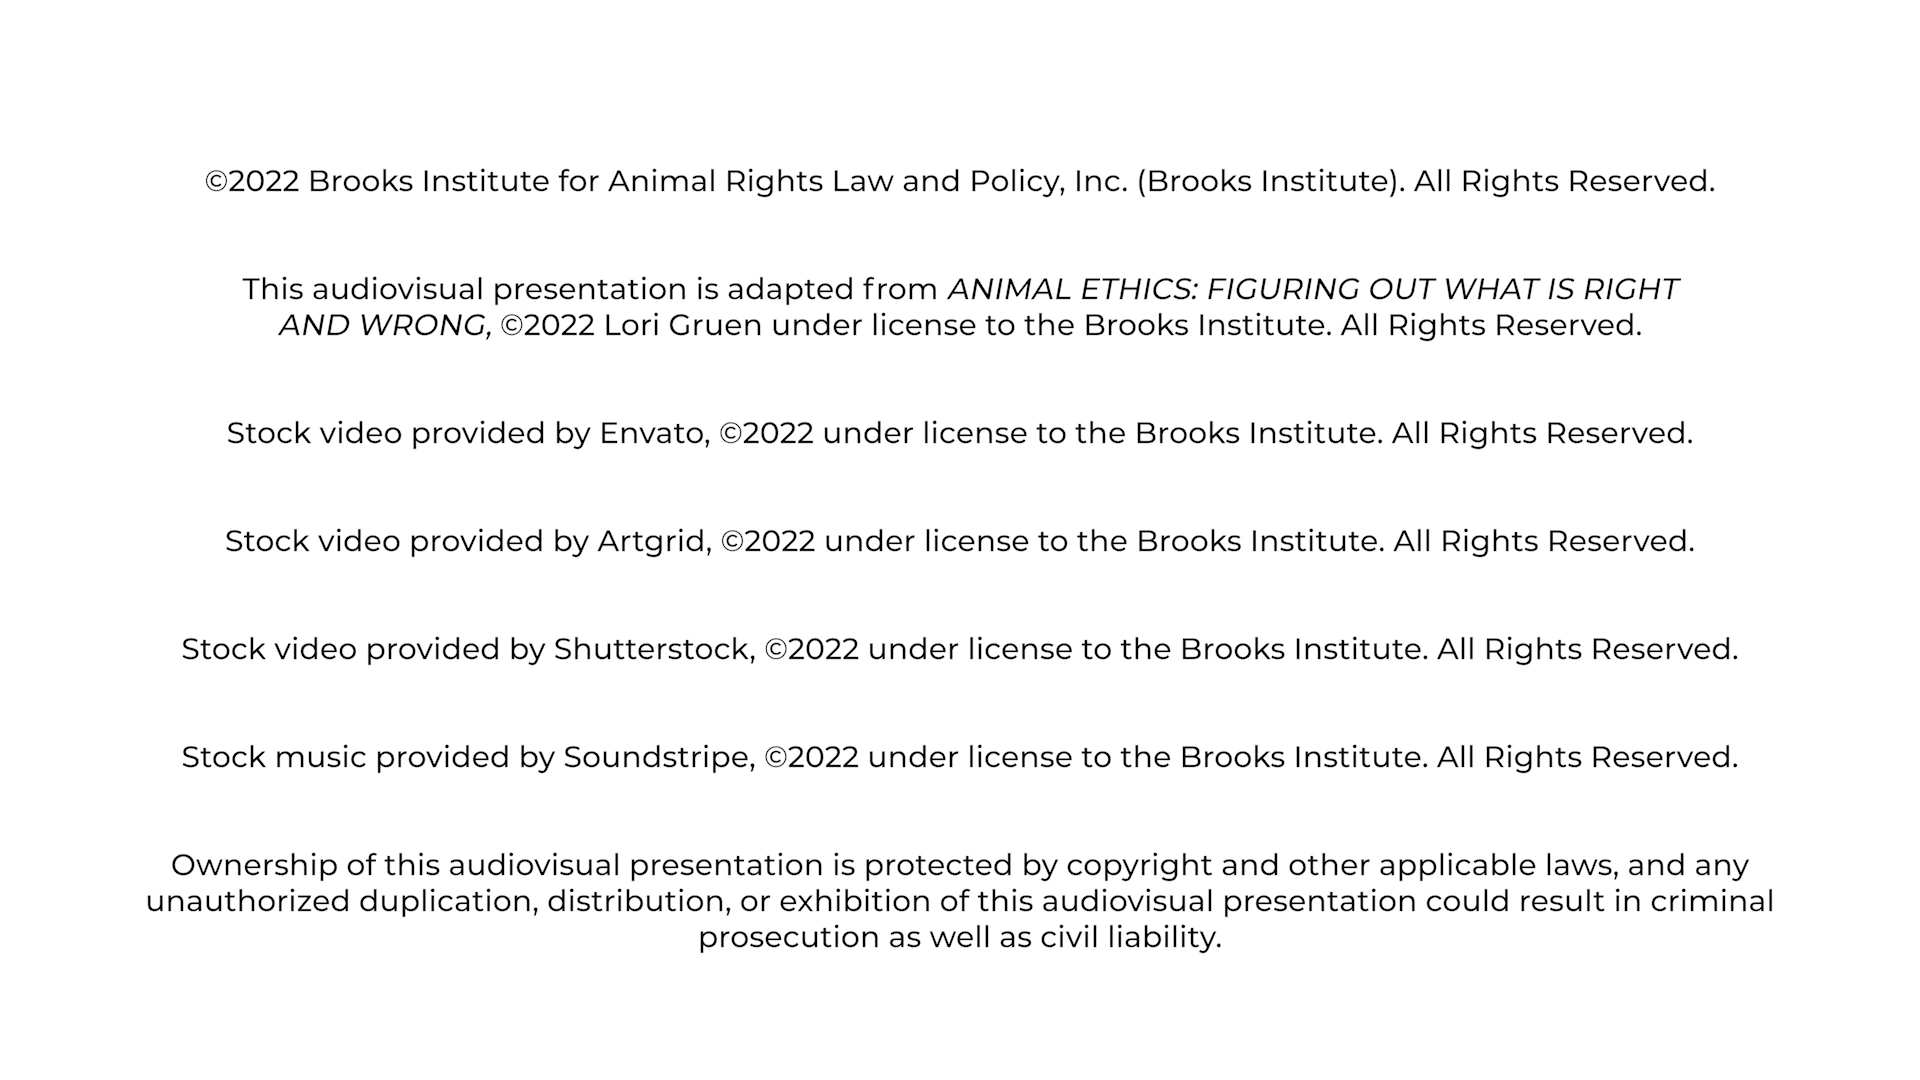 ©2022 Brooks Institute for Animal Rights Law and Policy, Inc. (Brooks Institute). All Rights Reserved.
This audiovisual presentation is adapted from ANIMAL ETHICS: FIGURING OUT WHAT IS RIGHT
AND WRONG, ©2022 Lori Gruen under license to the Brooks Institute. All Rights Reserved.
Stock video provided by Envato, ©2022 under license to the Brooks Institute. All Rights Reserved.
Stock video provided by Artgrid, ©2022 under license to the Brooks Institute. All Rights Reserved.
Stock video provided by Shutterstock, ©2022 under license to the Brooks Institute. All Rights Reserved.
Stock music provided by Soundstripe, ©2022 under license to the Brooks Institute. All Rights Reserved.
Ownership of this audiovisual presentation is protected by copyright and other applicable laws, and any
unauthorized duplication, distribution, or exhibition of this audiovisual presentation could result in criminal
prosecution as well as civil liability.